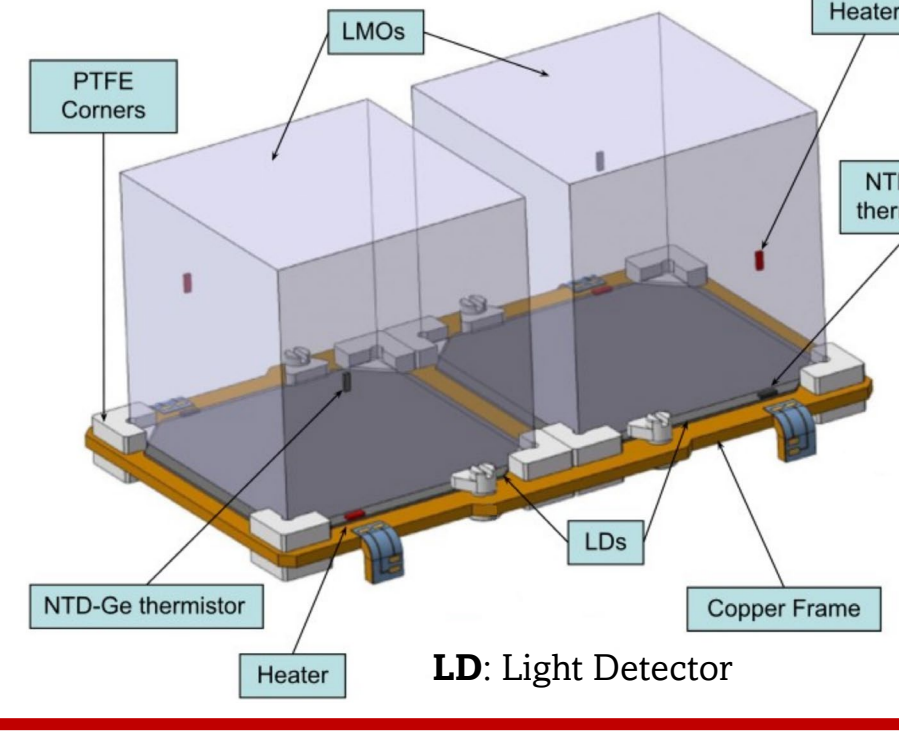 LMOs
Heater
PTFE
Corners
LDs
NTD-Ge thermistor
Copper Frame
Heater
LD: Light Detector